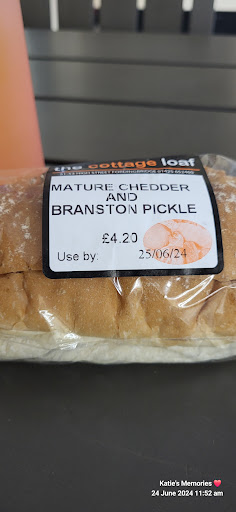 the cottage loaf
MATURE CHEDDER
AND
BRANSTON PICKLE
£4.20
Use by: 25/06/24
Katie's Memories ❤️
24 June 2024 11:52 am